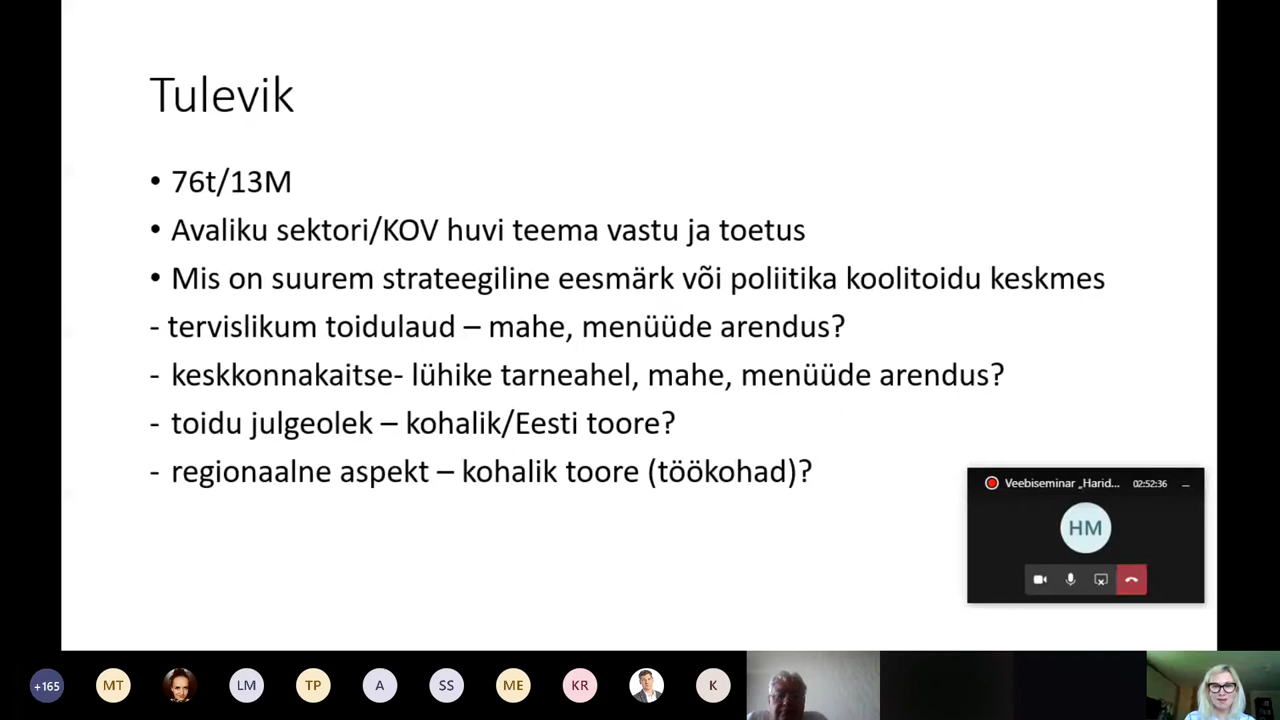 Tulevik
• 76t/13M
• Avaliku sektori/KOV huvi teema vastu ja toetus
• Mis on suurem strateegiline eesmärk või poliitika koolitoidu keskmes
- tervislikum toidulaud – mahe, menüüde arendus?
- keskkonnakaitse- lühike tarneahel, mahe, menüüde arendus?
- toidu julgeolek – kohalik/Eesti toore?
- regionaalne aspekt – kohalik toore (töökohad)?
Veebiseminar „Harid... 02:52:36
HM
+165 MT LM TP A SS ME KR K